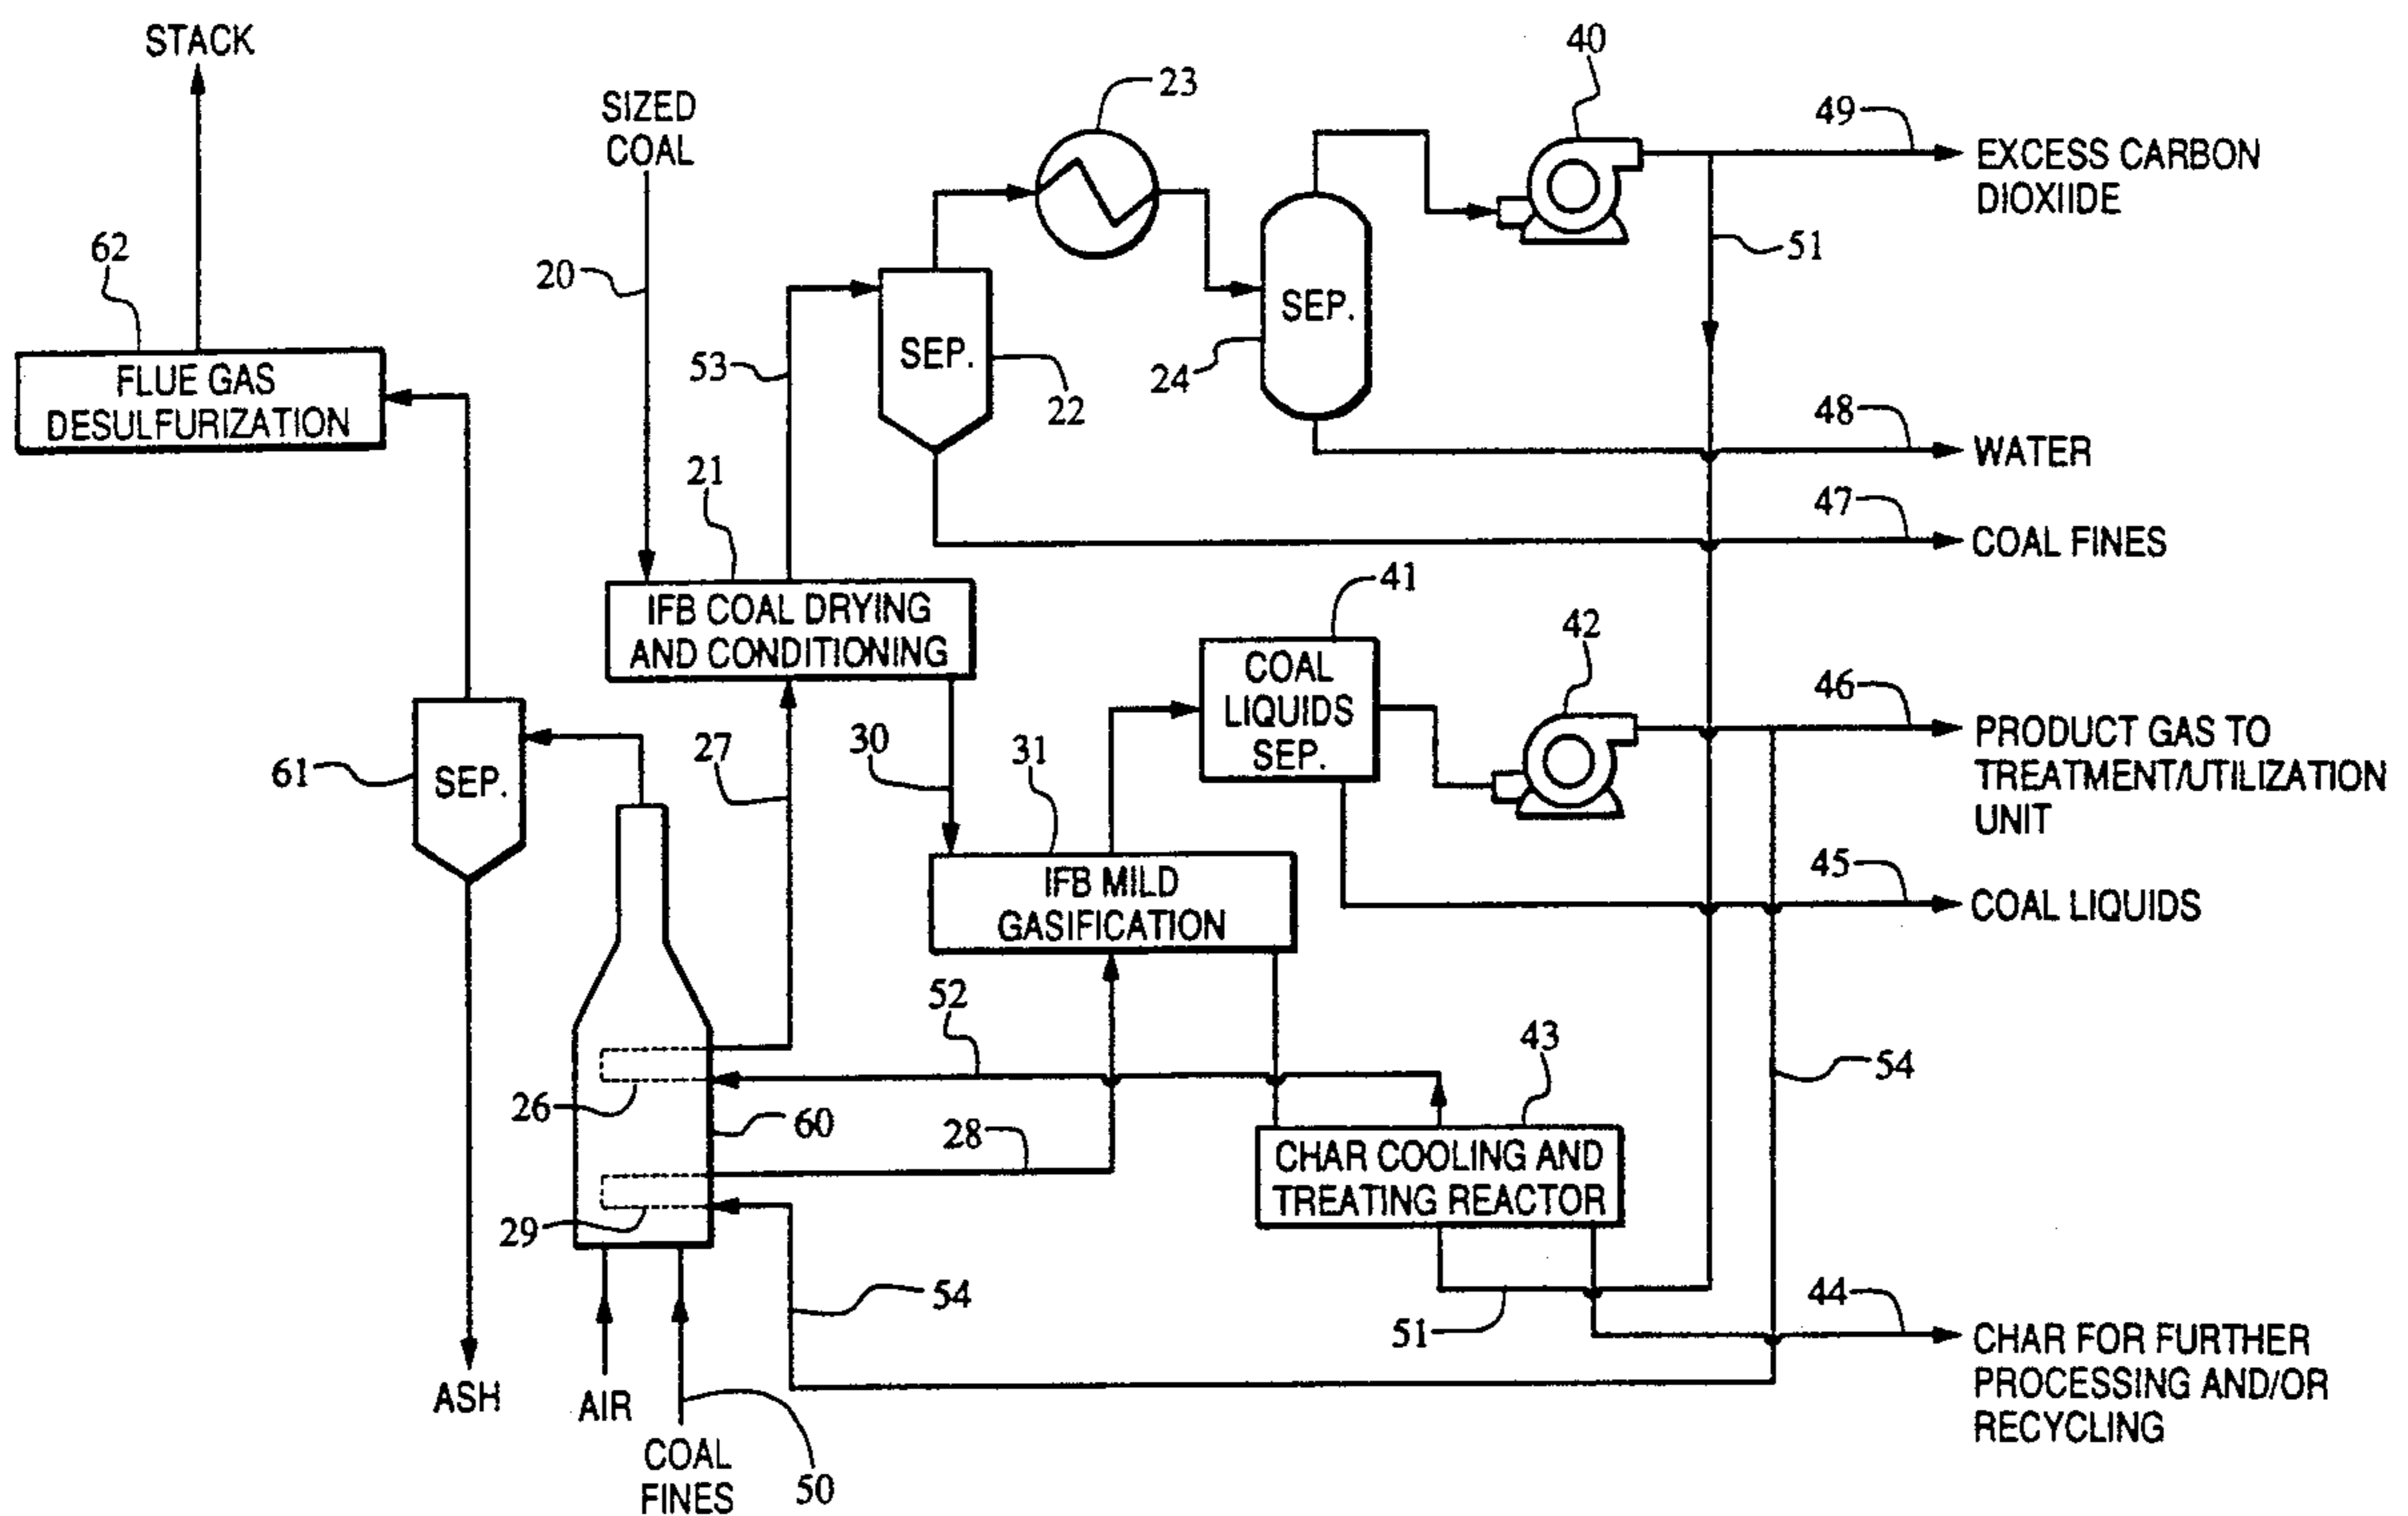 STACK
40
23
49
SIZED
COAL
EXCESS CARBON
DIOXIIDE
62
20
51
SEP.
SEP.
53
24
22
FLUE GAS
DESULFURIZATION
48
WATER
21
47
COAL FINES
41
IFB COAL DRYING
AND CONDITIONING
42
COAL
LIQUIDS
SEP.
46
PRODUCT GAS TO
TREATMENT/UTILIZATION
UNIT
27
30
31
61
SEP.
45
COAL LIQUIDS
IFB MILD
GASIFICATION
52
43
54
26
60
28
CHAR COOLING AND
TREATING REACTOR
29
54
51
44
CHAR FOR FURTHER
PROCESSING AND/OR
RECYCLING
ASH
AIR
COAL
FINES
50